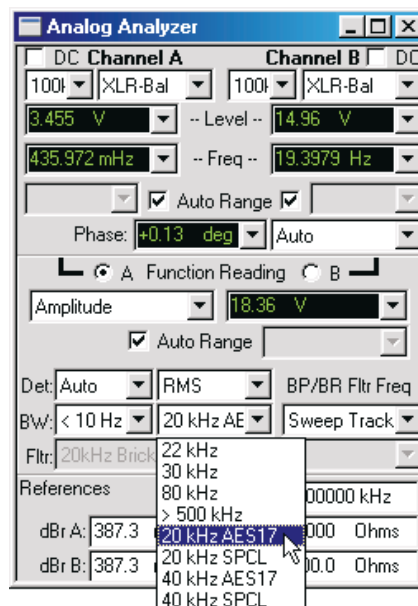 Analog Analyzer
DC Channel A Channel B DC
XLR-Bal XLR-Bal
3.455 V -- Level -- 14.96 V
435.972 mHz -- Freq -- 19.3979 Hz
Auto Range
Phase: +0.13 deg Auto
A Function Reading B
Amplitude 18.36 V
Auto Range
Det: Auto RMS BP/BR Fltr Freq
BW: < 10 Hz 20 kHz AE Sweep Track
Fltr: 20kHz Brick
22 kHz
30 kHz
80 kHz
> 500 kHz
20 kHz AES17
20 kHz SPCL
40 kHz AES17
40 kHz SPCL
References 00000 kHz
dBr A: 387.3 000 Ohms
dBr B: 387.3 00.0 Ohms